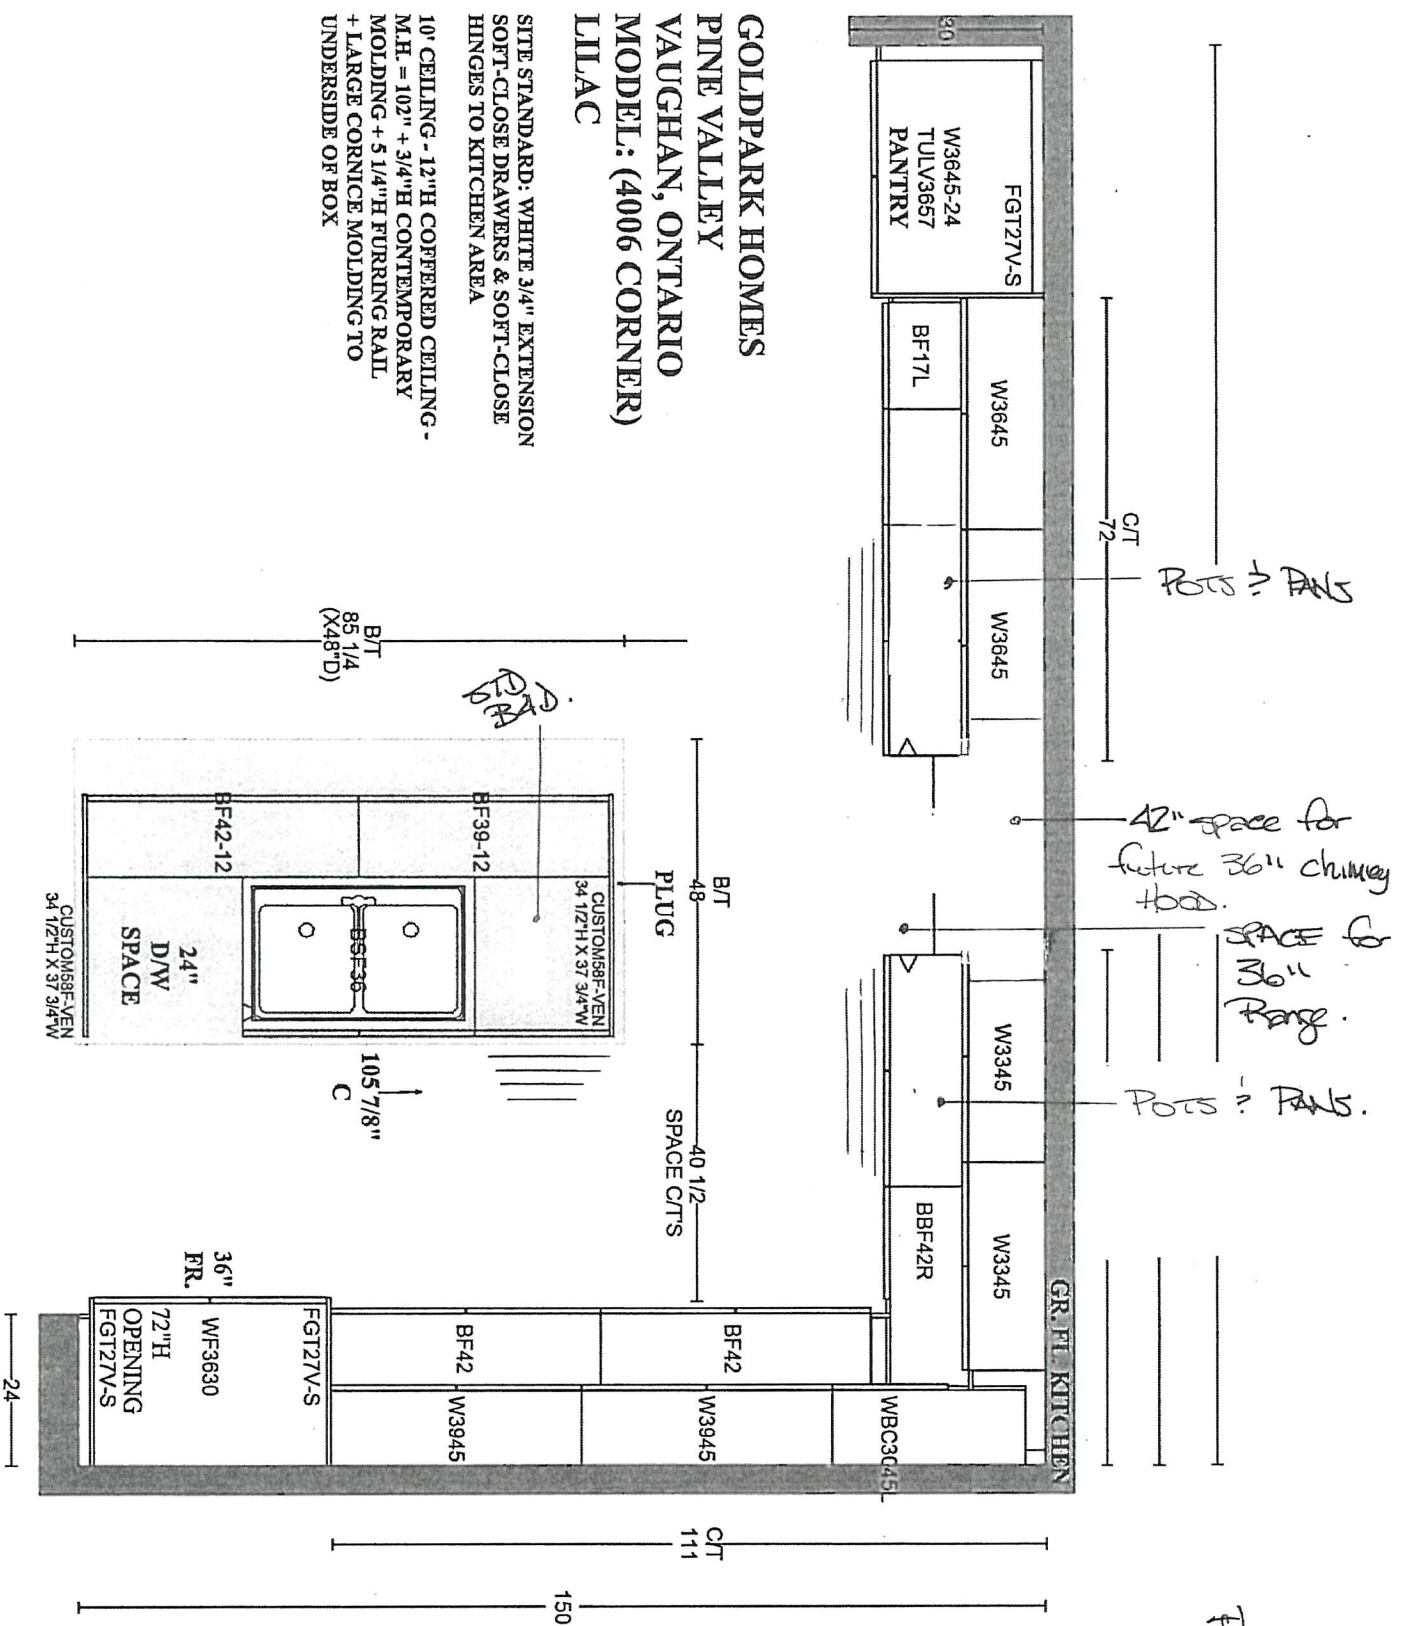 GOLDPARK HOMES
PINE VALLEY
VAUGHAN, ONTARIO
MODEL: (4006 CORNER)
LILAC
SITE STANDARD: WHITE 3/4" EXTENSION
SOFT-CLOSE DRAWERS & SOFT-CLOSE
HINGES TO KITCHEN AREA
10' CEILING - 12"H COFFERED CEILING -
M.H. = 102" + 3/4"H CONTEMPORARY
MOLDING + 5 1/4"H FURRING RAIL
+ LARGE CORNICE MOLDING TO
UNDERSIDE OF BOX
30
FGT27V-S
W3645-24
TULV3657
PANTRY
BF17L
W3645
W3645
C/T
72
POTS & PANS
42" space for
future 36" chimney
HOOD.
SPACE for
36"
Range.
POTS & PANS.
W3345
W3345
BBF42R
GR. FL. KITCHEN
B/T
85 1/4
(X48"D)
STD.
B4D.
B/T
48
PLUG
40 1/2
SPACE C/T'S
BF42-12
BF39-12
CUSTOM58F-VEN
34 1/2"H X 37 3/4"W
BSF36
24"
D/W
SPACE
CUSTOM58F-VEN
34 1/2"H X 37 3/4"W
105 7/8"
C
36"
FR.
FGT27V-S
WF3630
72"H
OPENING
FGT27V-S
BF42
BF42
W3945
W3945
WBC3045L
24
C/T
111
150